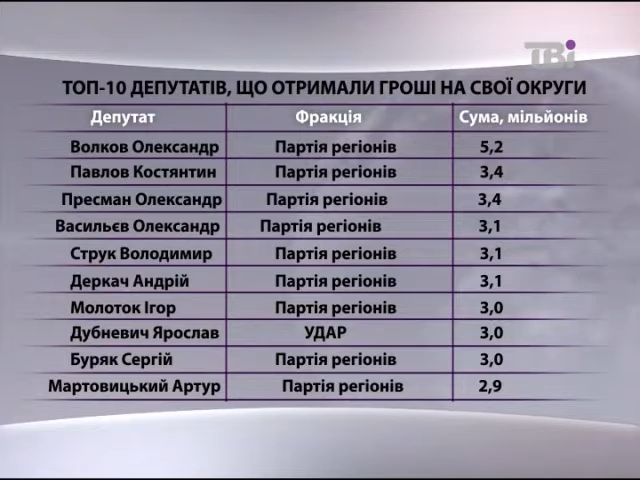 ТВі
ТОП-10 ДЕПУТАТІВ, ЩО ОТРИМАЛИ ГРОШІ НА СВОЇ ОКРУГИ
Депутат Фракція Сума, мільйонів
Волков Олександр Партія регіонів 5,2
Павлов Костянтин Партія регіонів 3,4
Пресман Олександр Партія регіонів 3,4
Васильєв Олександр Партія регіонів 3,1
Струк Володимир Партія регіонів 3,1
Деркач Андрій Партія регіонів 3,1
Молоток Ігор Партія регіонів 3,0
Дубневич Ярослав УДАР 3,0
Буряк Сергій Партія регіонів 3,0
Мартовицький Артур Партія регіонів 2,9